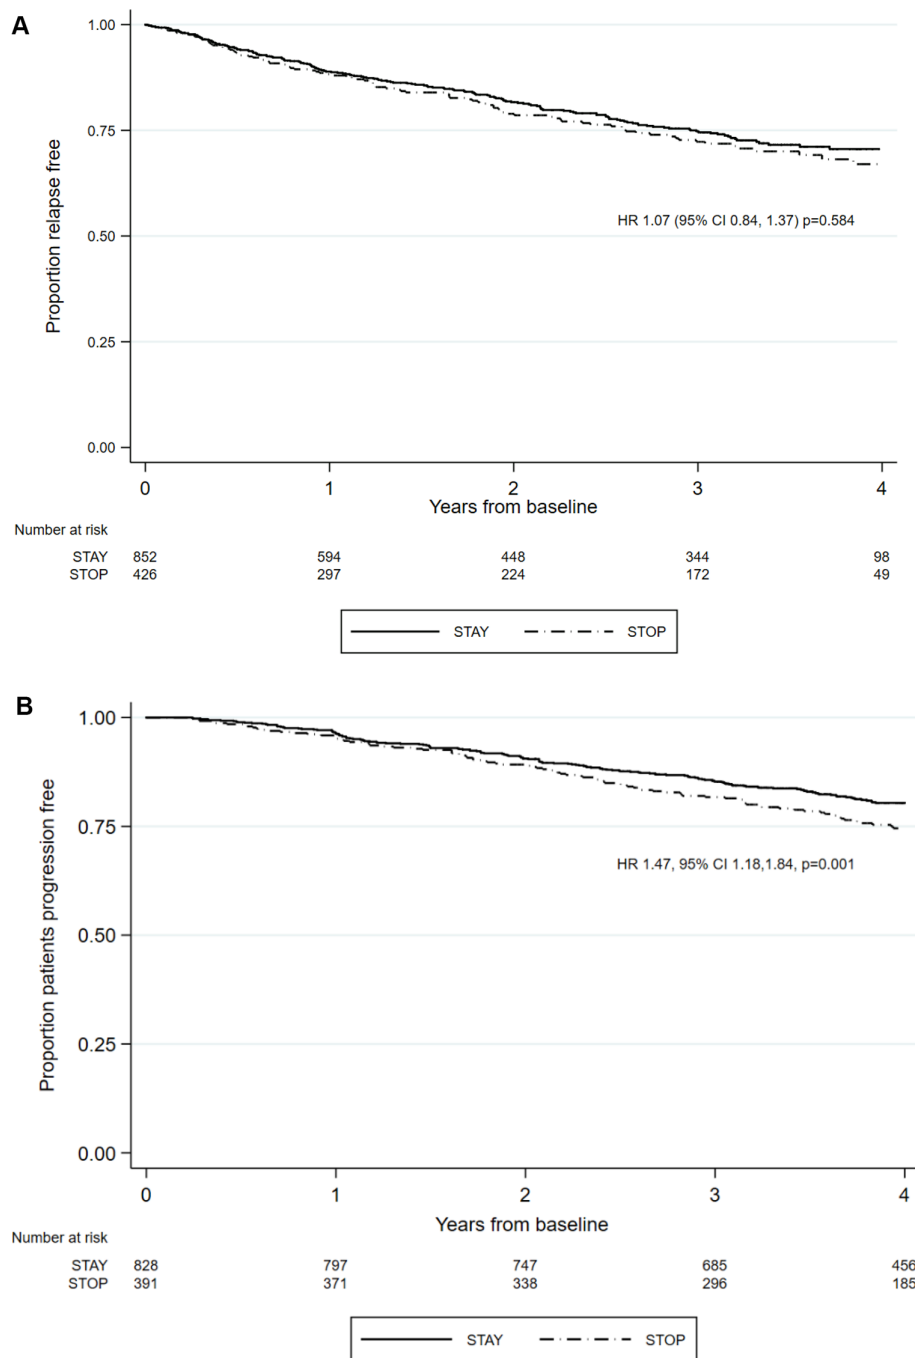 A
1.00
0.75
0.50
0.25
0.00
Proportion relapse free
HR 1.07 (95% CI 0.84, 1.37) p=0.584
0 1 2 3 4
Years from baseline
Number at risk
STAY 852 594 448 344 98
STOP 426 297 224 172 49
STAY STOP
B
1.00
0.75
0.50
0.25
0.00
Proportion patients progression free
HR 1.47, 95% CI 1.18,1.84, p=0.001
0 1 2 3 4
Years from baseline
Number at risk
STAY 828 797 747 685 456
STOP 391 371 338 296 185
STAY STOP